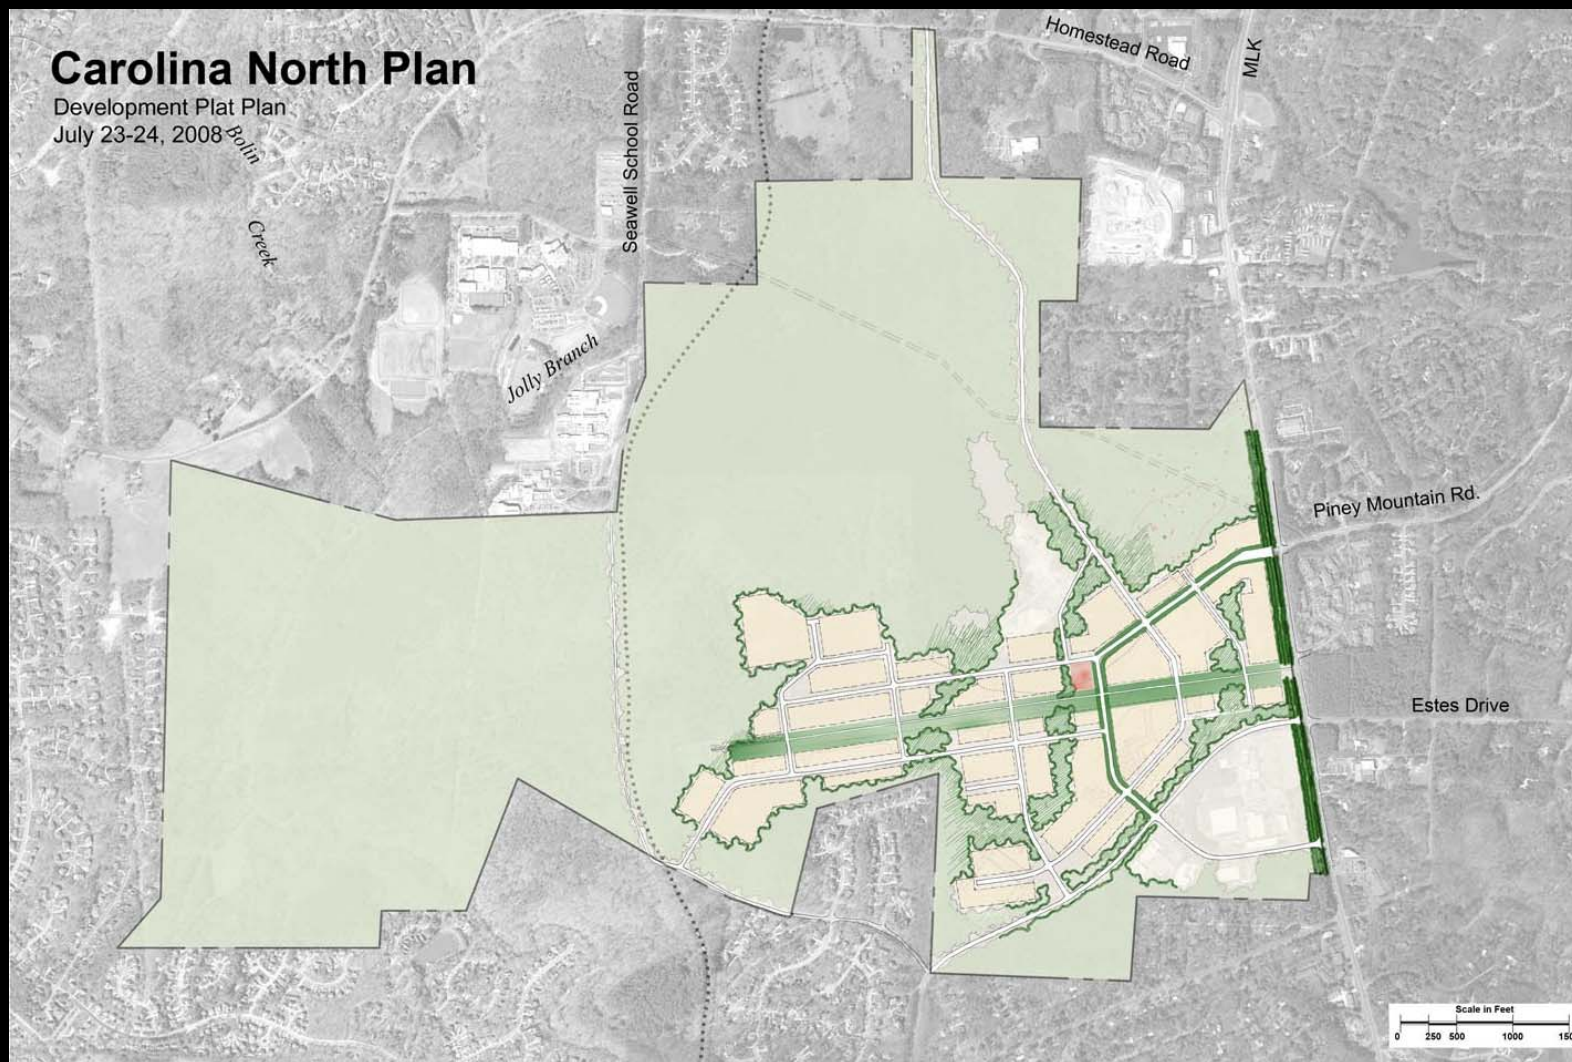 Carolina North Plan
Development Plat Plan
July 23-24, 2008
Bolin
Creek
Jolly Branch
Seawell School Road
Homestead Road
MLK
Piney Mountain Rd.
Estes Drive
Scale in Feet
0 250 500 1000 150